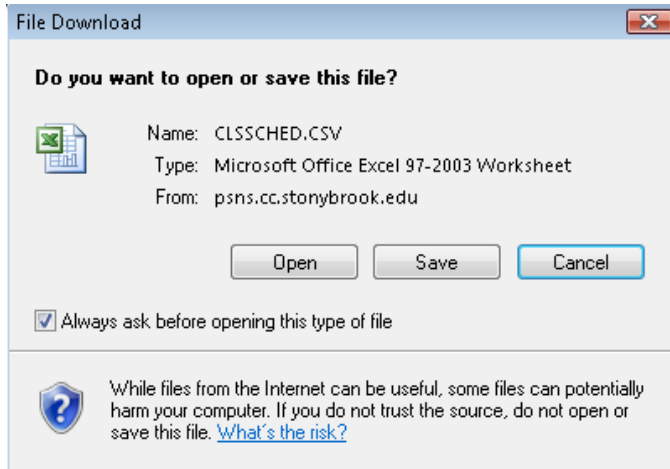 File Download
Do you want to open or save this file?
Name: CLSSCHED.CSV
Type: Microsoft Office Excel 97-2003 Worksheet
From: psns.cc.stonybrook.edu
Open Save Cancel
Always ask before opening this type of file
While files from the Internet can be useful, some files can potentially
harm your computer. If you do not trust the source, do not open or
save this file. What's the risk?